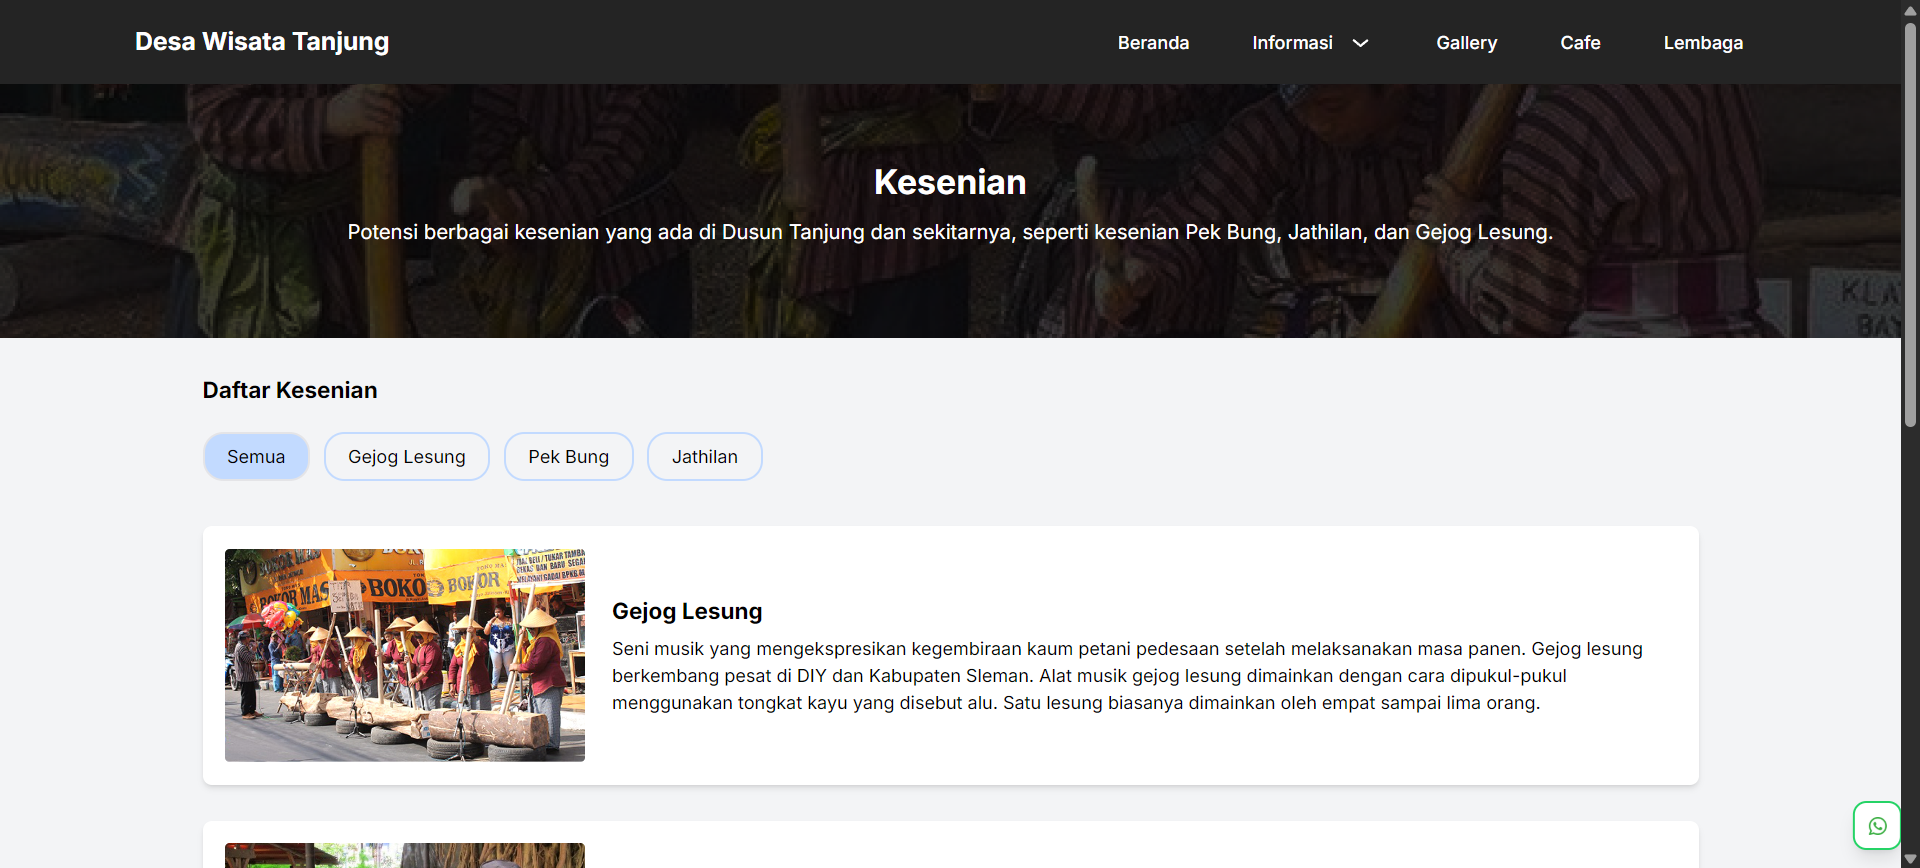 Desa Wisata Tanjung
Beranda
Informasi
Gallery
Cafe
Lembaga
Kesenian
Potensi berbagai kesenian yang ada di Dusun Tanjung dan sekitarnya, seperti kesenian Pek Bung, Jathilan, dan Gejog Lesung.
Daftar Kesenian
Semua
Gejog Lesung
Pek Bung
Jathilan
BOKOR MAS
BOKO
BOKOR
Gejog Lesung
Seni musik yang mengekspresikan kegembiraan kaum petani pedesaan setelah melaksanakan masa panen. Gejog lesung
berkembang pesat di DIY dan Kabupaten Sleman. Alat musik gejog lesung dimainkan dengan cara dipukul-pukul
menggunakan tongkat kayu yang disebut alu. Satu lesung biasanya dimainkan oleh empat sampai lima orang.